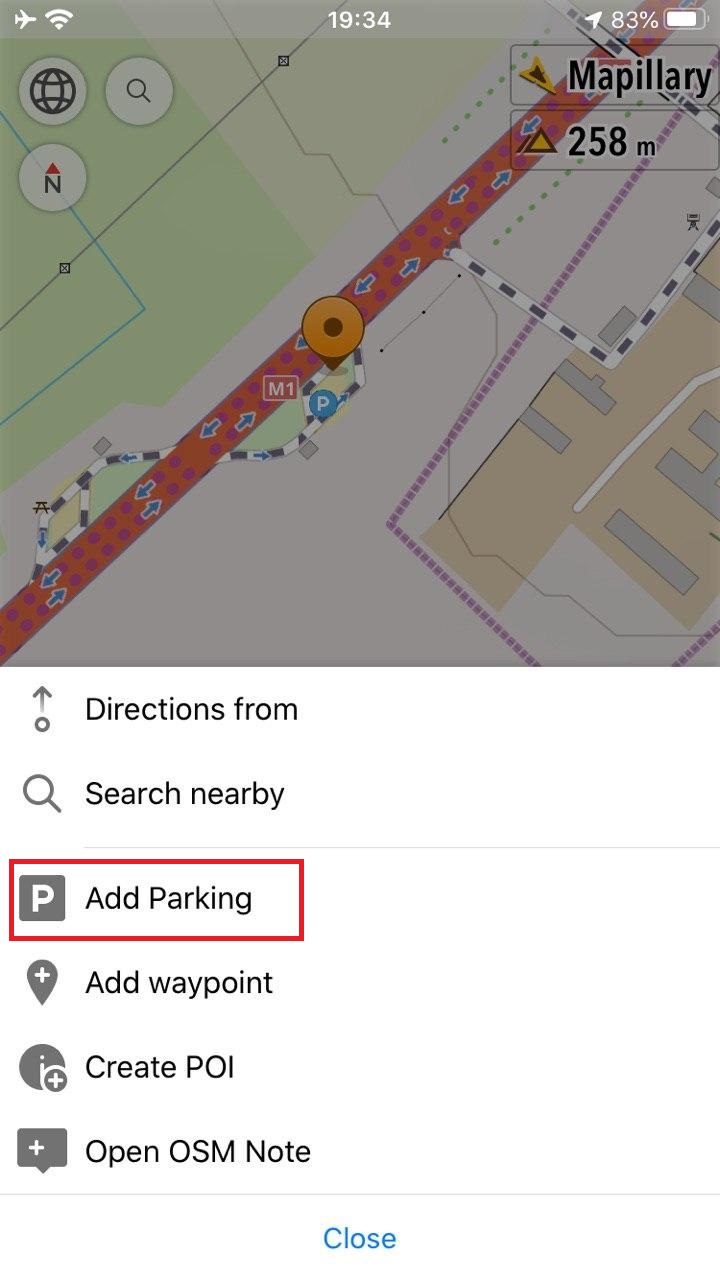 19:34
83%
Mapillary
258 m
N
M1
P
Directions from
Search nearby
P Add Parking
Add waypoint
Create POI
Open OSM Note
Close